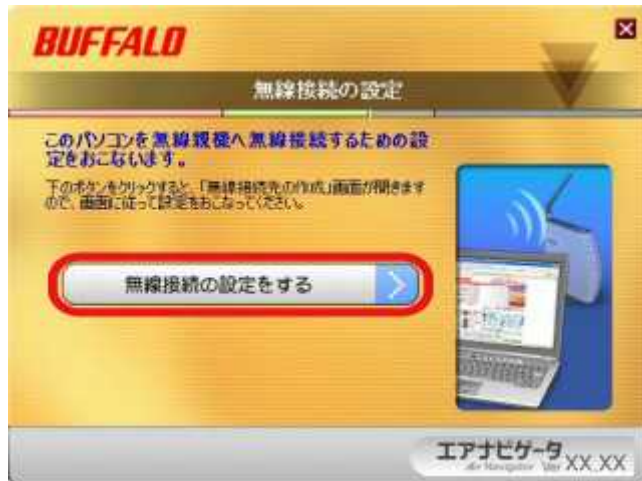 BUFFALO
無線接続の設定
このパソコンを無線親機へ無線接続するための設
定をおこないます。
下のボタンをクリックすると、「無線接続先の作成」画面が開きます
ので、画面に従って設定をおこなってください。
無線接続の設定をする
エアナビゲータ
Air Navigator Ver XX.XX